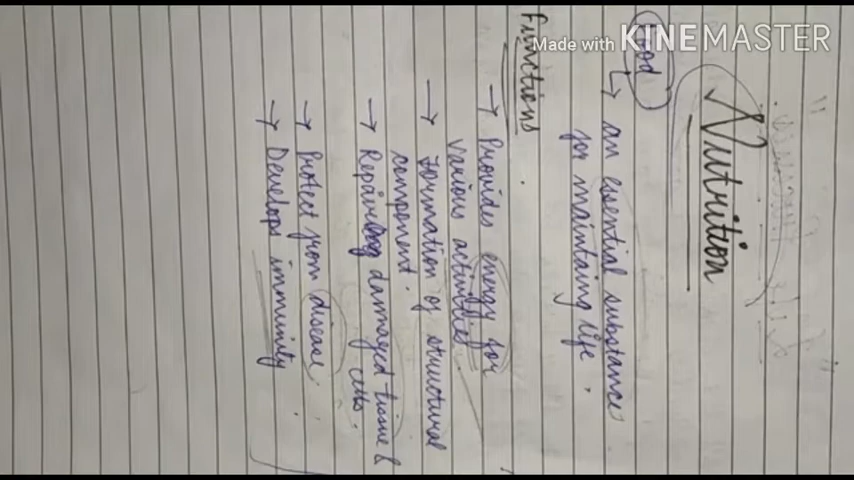 Made with KINEMASTER
Nutrition
Food
→ an essential substance
for maintaing life.
Functions
→ Provides energy for
various activities.
→ Formation of structural
component.
→ Repairing damaged tissue &
cells.
→ Protect from disease.
→ Develops immunity